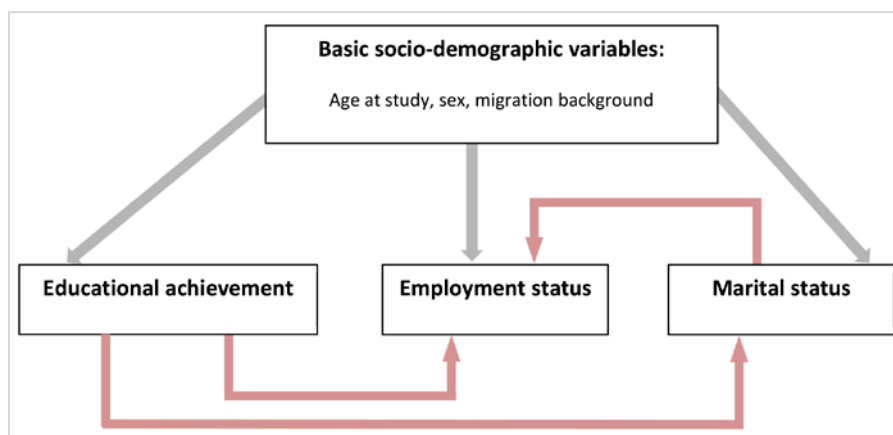 Basic socio-demographic variables:
Age at study, sex, migration background
Educational achievement
Employment status
Marital status